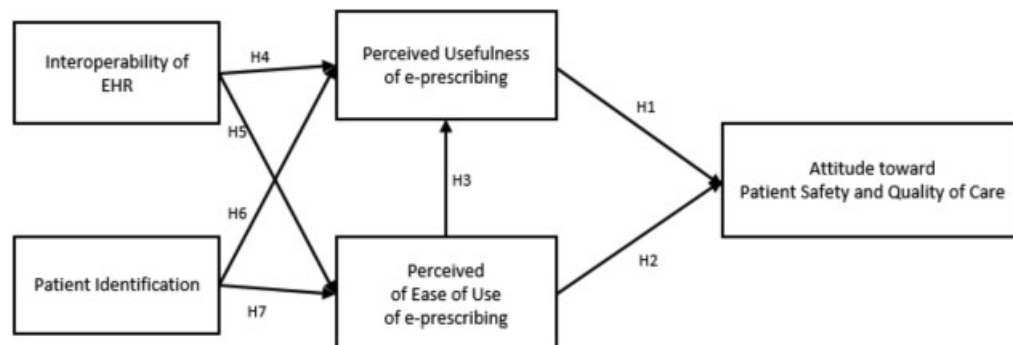 Interoperability of
EHR
H4
Perceived Usefulness
of e-prescribing
H1
H5
H3
Attitude toward
Patient Safety and Quality of Care
H6
Patient Identification
H7
Perceived
of Ease of Use
of e-prescribing
H2